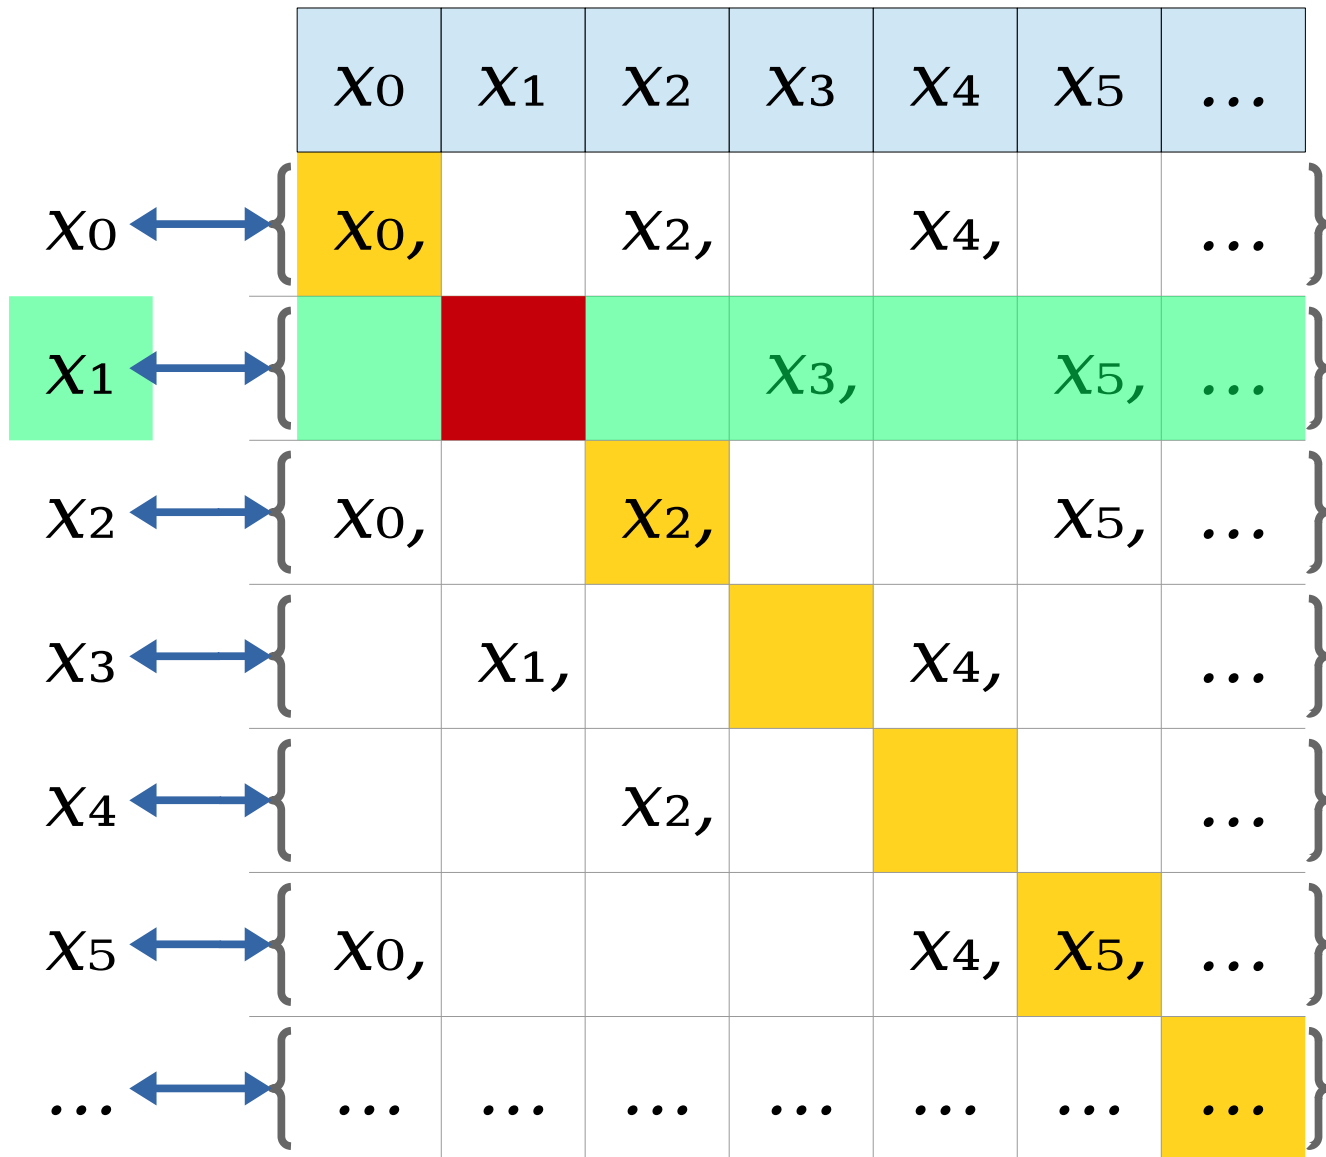 x₀ x₁ x₂ x₃ x₄ x₅ ...
x₀ { x₀, x₂, x₄, ... }
x₁ { x₃, x₅, ... }
x₂ { x₀, x₂, x₅, ... }
x₃ { x₁, x₄, ... }
x₄ { x₂, ... }
x₅ { x₀, x₄, x₅, ... }
... { ... ... ... ... ... ... ... }